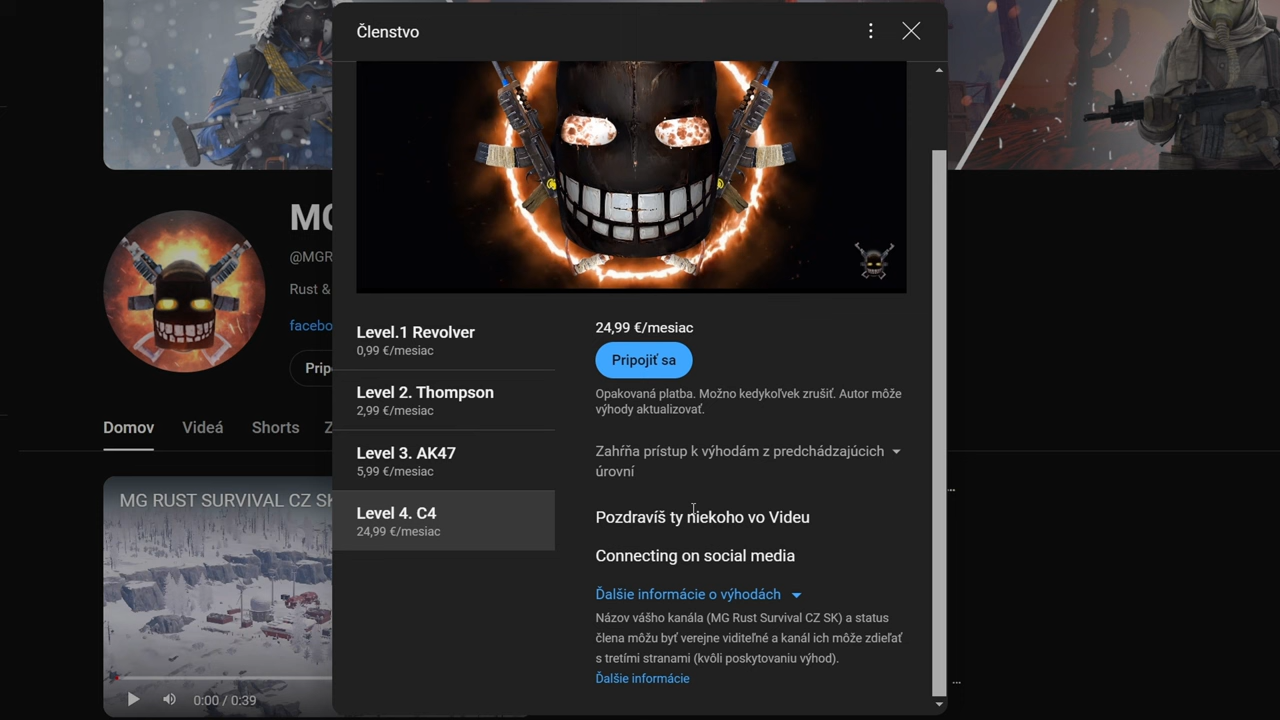 Členstvo
@MGR
Rust &
facebo
Prip
Domov
Videá
Shorts
MG RUST SURVIVAL CZ SK
0:00 / 0:39
Level.1 Revolver
0,99 €/mesiac
Level 2. Thompson
2,99 €/mesiac
Level 3. AK47
5,99 €/mesiac
Level 4. C4
24,99 €/mesiac
24,99 €/mesiac
Pripojiť sa
Opakovaná platba. Možno kedykoľvek zrušiť. Autor môže
výhody aktualizovať.
Zahŕňa prístup k výhodám z predchádzajúcich
úrovní
Pozdravíš ty niekoho vo Videu
Connecting on social media
Ďalšie informácie o výhodách
Názov vášho kanála (MG Rust Survival CZ SK) a status
člena môžu byť verejne viditeľné a kanál ich môže zdieľať
s tretími stranami (kvôli poskytovaniu výhod).
Ďalšie informácie